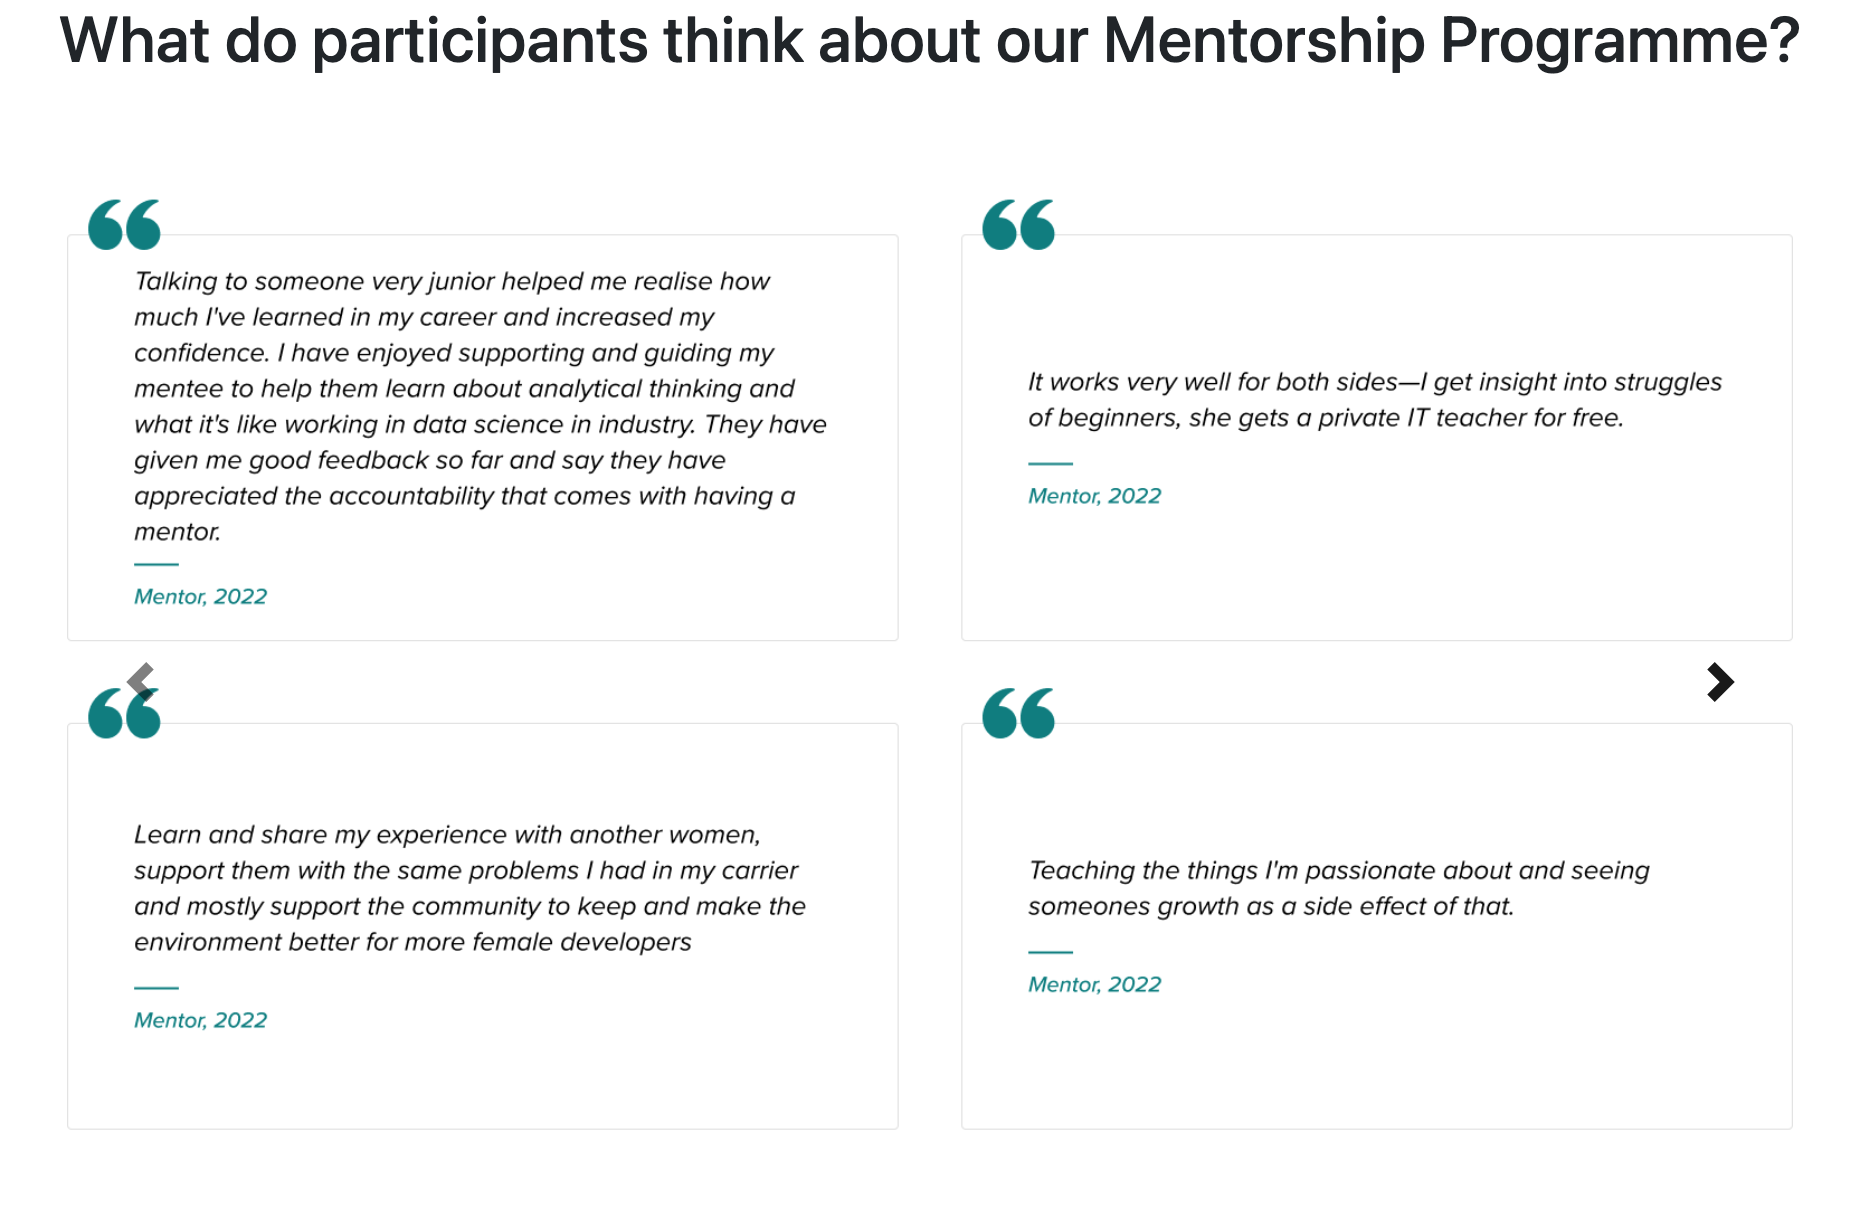 What do participants think about our Mentorship Programme?
Talking to someone very junior helped me realise how
much I've learned in my career and increased my
confidence. I have enjoyed supporting and guiding my
mentee to help them learn about analytical thinking and
what it's like working in data science in industry. They have
given me good feedback so far and say they have
appreciated the accountability that comes with having a
mentor.
Mentor, 2022
It works very well for both sides—I get insight into struggles
of beginners, she gets a private IT teacher for free.
Mentor, 2022
Learn and share my experience with another women,
support them with the same problems I had in my carrier
and mostly support the community to keep and make the
environment better for more female developers
Mentor, 2022
Teaching the things I'm passionate about and seeing
someones growth as a side effect of that.
Mentor, 2022